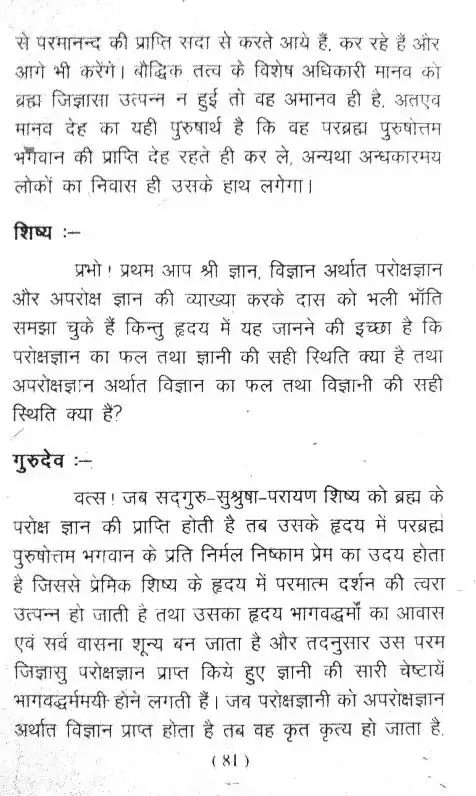 से परमानन्द की प्राप्ति सदा से करते आये हैं, कर रहे हैं और
आगे भी करेंगे। बौद्धिक तत्व के विशेष अधिकारी मानव को
ब्रह्म जिज्ञासा उत्पन्न न हुई तो वह अमानव ही है, अतएव
मानव देह का यही पुरुषार्थ है कि वह परब्रह्म पुरुषोत्तम
भगवान की प्राप्ति देह रहते ही कर ले, अन्यथा अन्धकारमय
लोकों का निवास ही उसके हाथ लगेगा।
शिष्य :–
प्रभो! प्रथम आप श्री ज्ञान, विज्ञान अर्थात परोक्षज्ञान
और अपरोक्ष ज्ञान की व्याख्या करके दास को भली भाँति
समझा चुके हैं किन्तु हृदय में यह जानने की इच्छा है कि
परोक्षज्ञान का फल तथा ज्ञानी की सही स्थिति क्या है तथा
अपरोक्षज्ञान अर्थात विज्ञान का फल तथा विज्ञानी की सही
स्थिति क्या है?
गुरुदेव :–
वत्स! जब सद्गुरु-सुश्रुषा-परायण शिष्य को ब्रह्म के
परोक्ष ज्ञान की प्राप्ति होती है तब उसके हृदय में परब्रह्म
पुरुषोत्तम भगवान के प्रति निर्मल निष्काम प्रेम का उदय होता
है जिससे प्रेमिक शिष्य के हृदय में परमात्म दर्शन की त्वरा
उत्पन्न हो जाती है तथा उसका हृदय भागवद्धर्मों का आवास
एवं सर्व वासना शून्य बन जाता है और तदनुसार उस परम
जिज्ञासु परोक्षज्ञान प्राप्त किये हुए ज्ञानी की सारी चेष्टायें
भागवद्धर्ममयी होने लगती हैं। जब परोक्षज्ञानी को अपरोक्षज्ञान
अर्थात विज्ञान प्राप्त होता है तब वह कृत कृत्य हो जाता है,
(81)